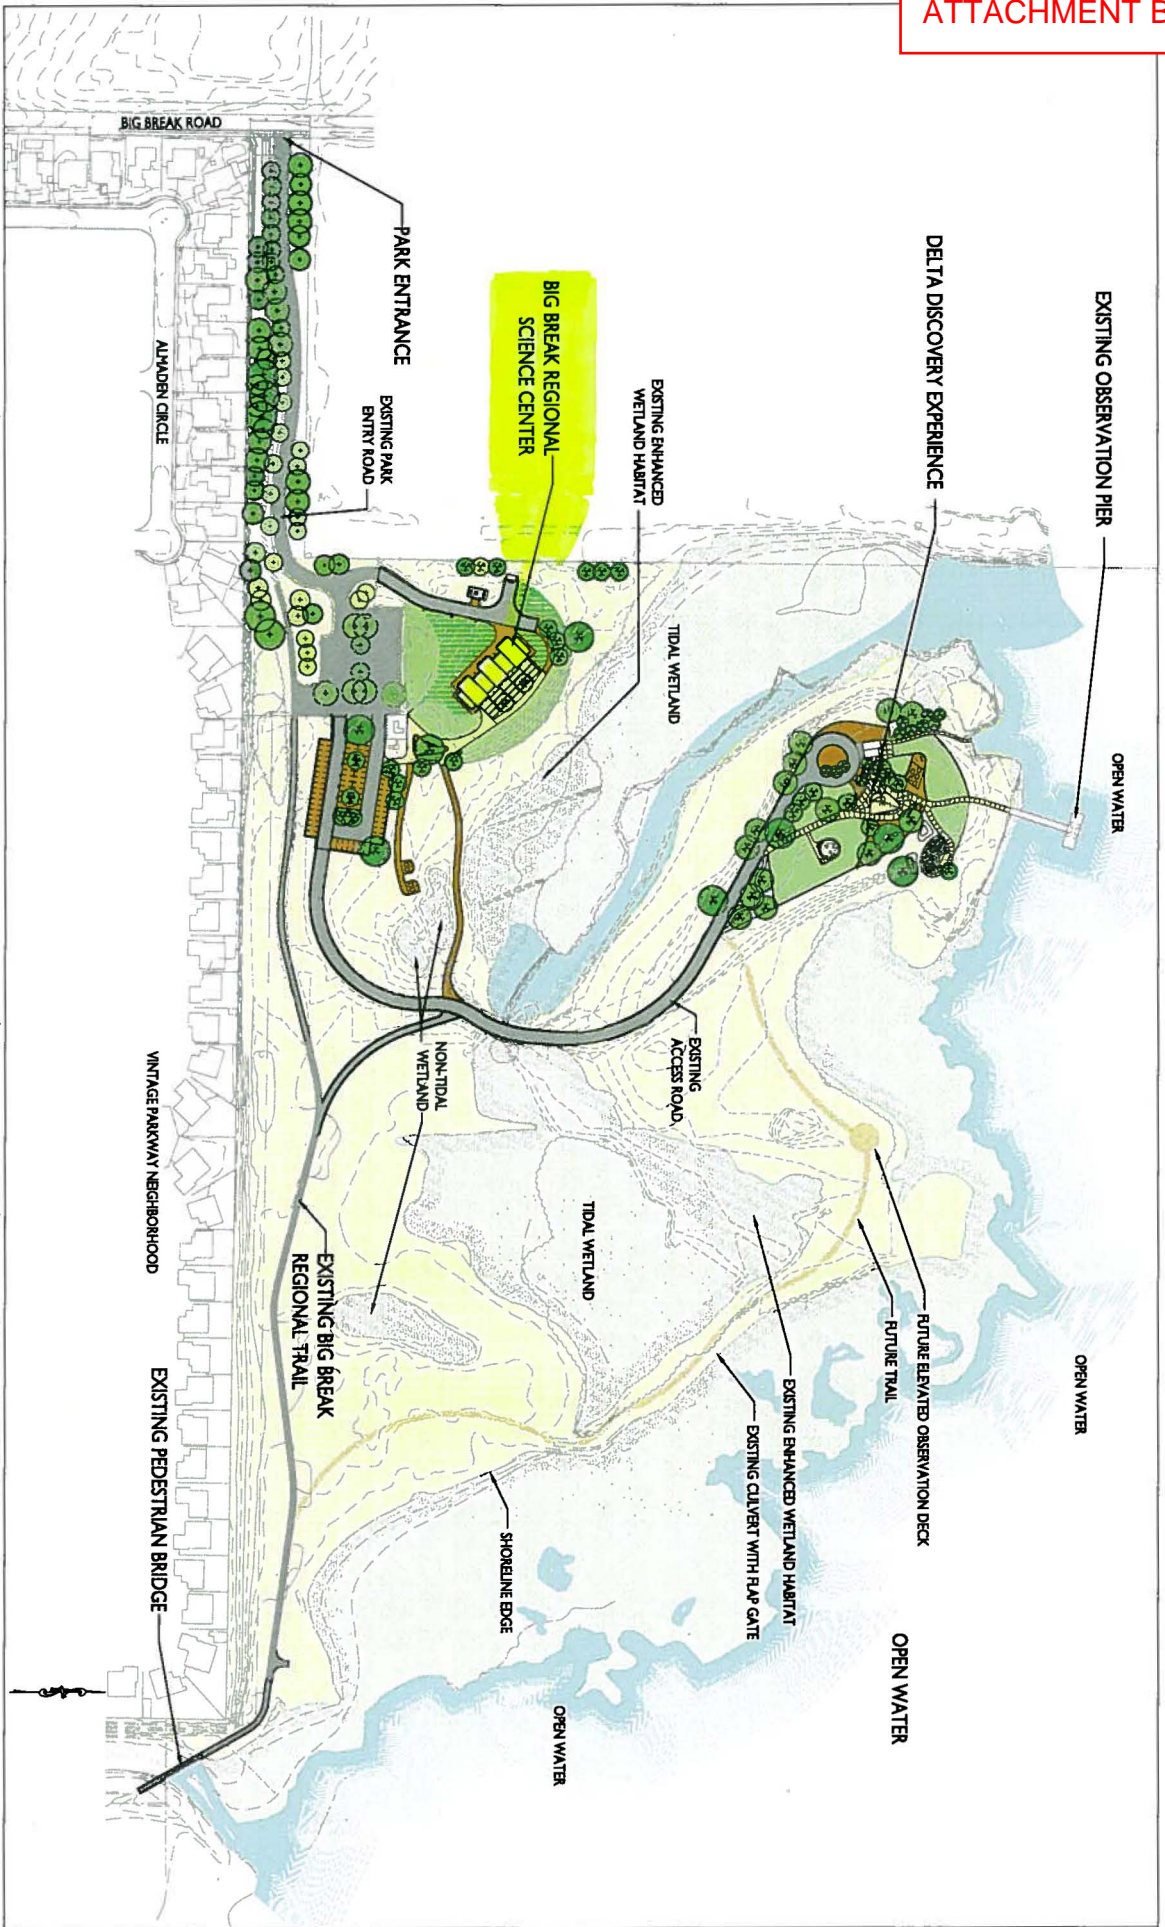 ATTACHMENT B
EXISTING OBSERVATION PIER
OPEN WATER
DELTA DISCOVERY EXPERIENCE
OPEN WATER
OPEN WATER
FUTURE ELEVATED OBSERVATION DECK
FUTURE TRAIL
EXISTING ENHANCED WETLAND HABITAT
EXISTING CULVERT WITH FLAP GATE
EXISTING ENHANCED
WETLAND HABITAT
TIDAL WETLAND
EXISTING
ACCESS ROAD
TIDAL WETLAND
SHORELINE EDGE
OPEN WATER
BIG BREAK REGIONAL
SCIENCE CENTER
PARK ENTRANCE
EXISTING PARK
ENTRY ROAD
NON-TIDAL
WETLAND
EXISTING BIG BREAK
REGIONAL TRAIL
BIG BREAK ROAD
ALMADEN CIRCLE
VINTAGE PARKWAY NEIGHBORHOOD
EXISTING PEDESTRIAN BRIDGE